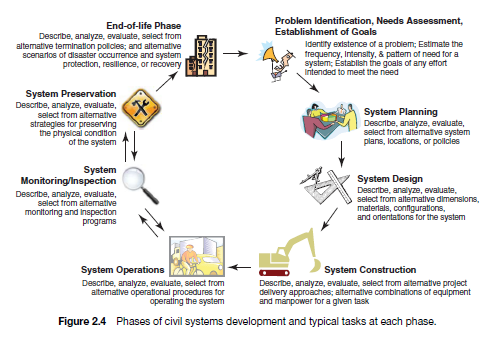 End-of-life Phase
Describe, analyze, evaluate, select from
alternative termination policies; and alternative
scenarios of disaster occurrence and system
protection, resilience, or recovery
Problem Identification, Needs Assessment,
Establishment of Goals
Identify existence of a problem; Estimate the
frequency, intensity, & pattern of need for a
system; Establish the goals of any effort
intended to meet the need
System Planning
Describe, analyze, evaluate,
select from alternative system
plans, locations, or policies
System Design
Describe, analyze, evaluate,
select from alternative dimensions,
materials, configurations,
and orientations for the system
System Construction
Describe, analyze, evaluate, select from alternative project
delivery approaches; alternative combinations of equipment
and manpower for a given task
System Operations
Describe, analyze, evaluate, select from
alternative operational procedures for
operating the system
System
Monitoring/Inspection
Describe, analyze, evaluate,
select from alternative
monitoring and inspection
programs
System Preservation
Describe, analyze, evaluate,
select from alternative
strategies for preserving
the physical condition
of the system
Figure 2.4 Phases of civil systems development and typical tasks at each phase.